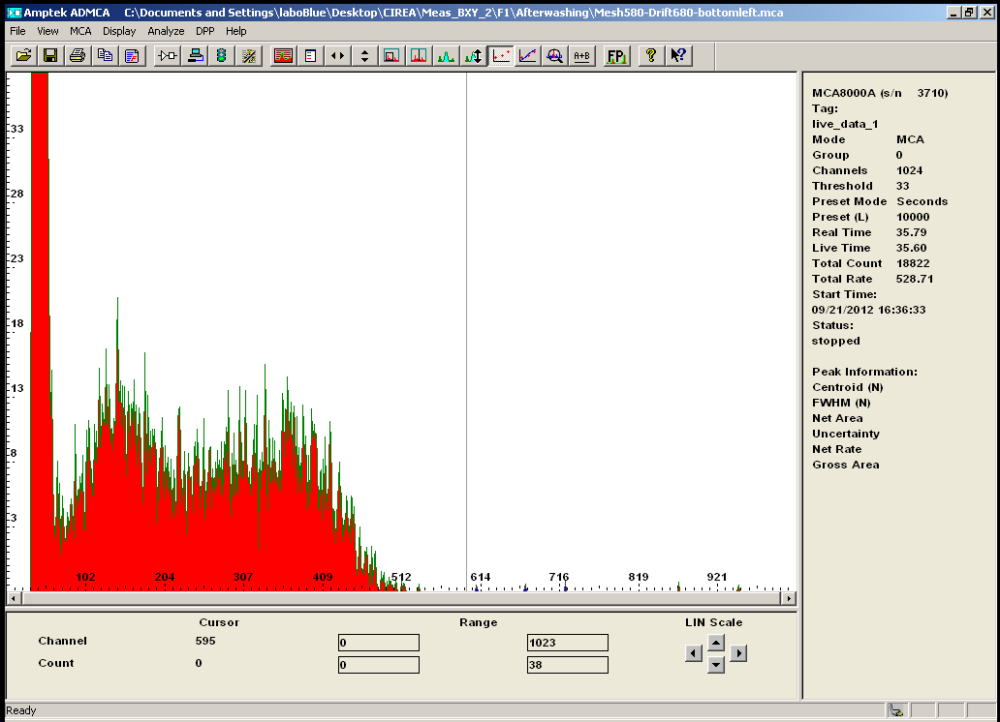 Amptek ADMCA C:\Documents and Settings\laboBlue\Desktop\CIREA\Meas_BXY_2\F1\Afterwashing\Mesh580-Drift680-bottomleft.mca
File View MCA Display Analyze DPP Help
A+B FP ? ?
33
28
23
18
13
8
3
102 204 307 409 512 614 716 819 921
MCA8000A (s/n 3710)
Tag:
live_data_1
Mode MCA
Group 0
Channels 1024
Threshold 33
Preset Mode Seconds
Preset (L) 10000
Real Time 35.79
Live Time 35.60
Total Count 18822
Total Rate 528.71
Start Time:
09/21/2012 16:36:33
Status:
stopped
Peak Information:
Centroid (N)
FWHM (N)
Net Area
Uncertainty
Net Rate
Gross Area
Cursor Range LIN Scale
Channel 595 0 1023
Count 0 0 38
Ready